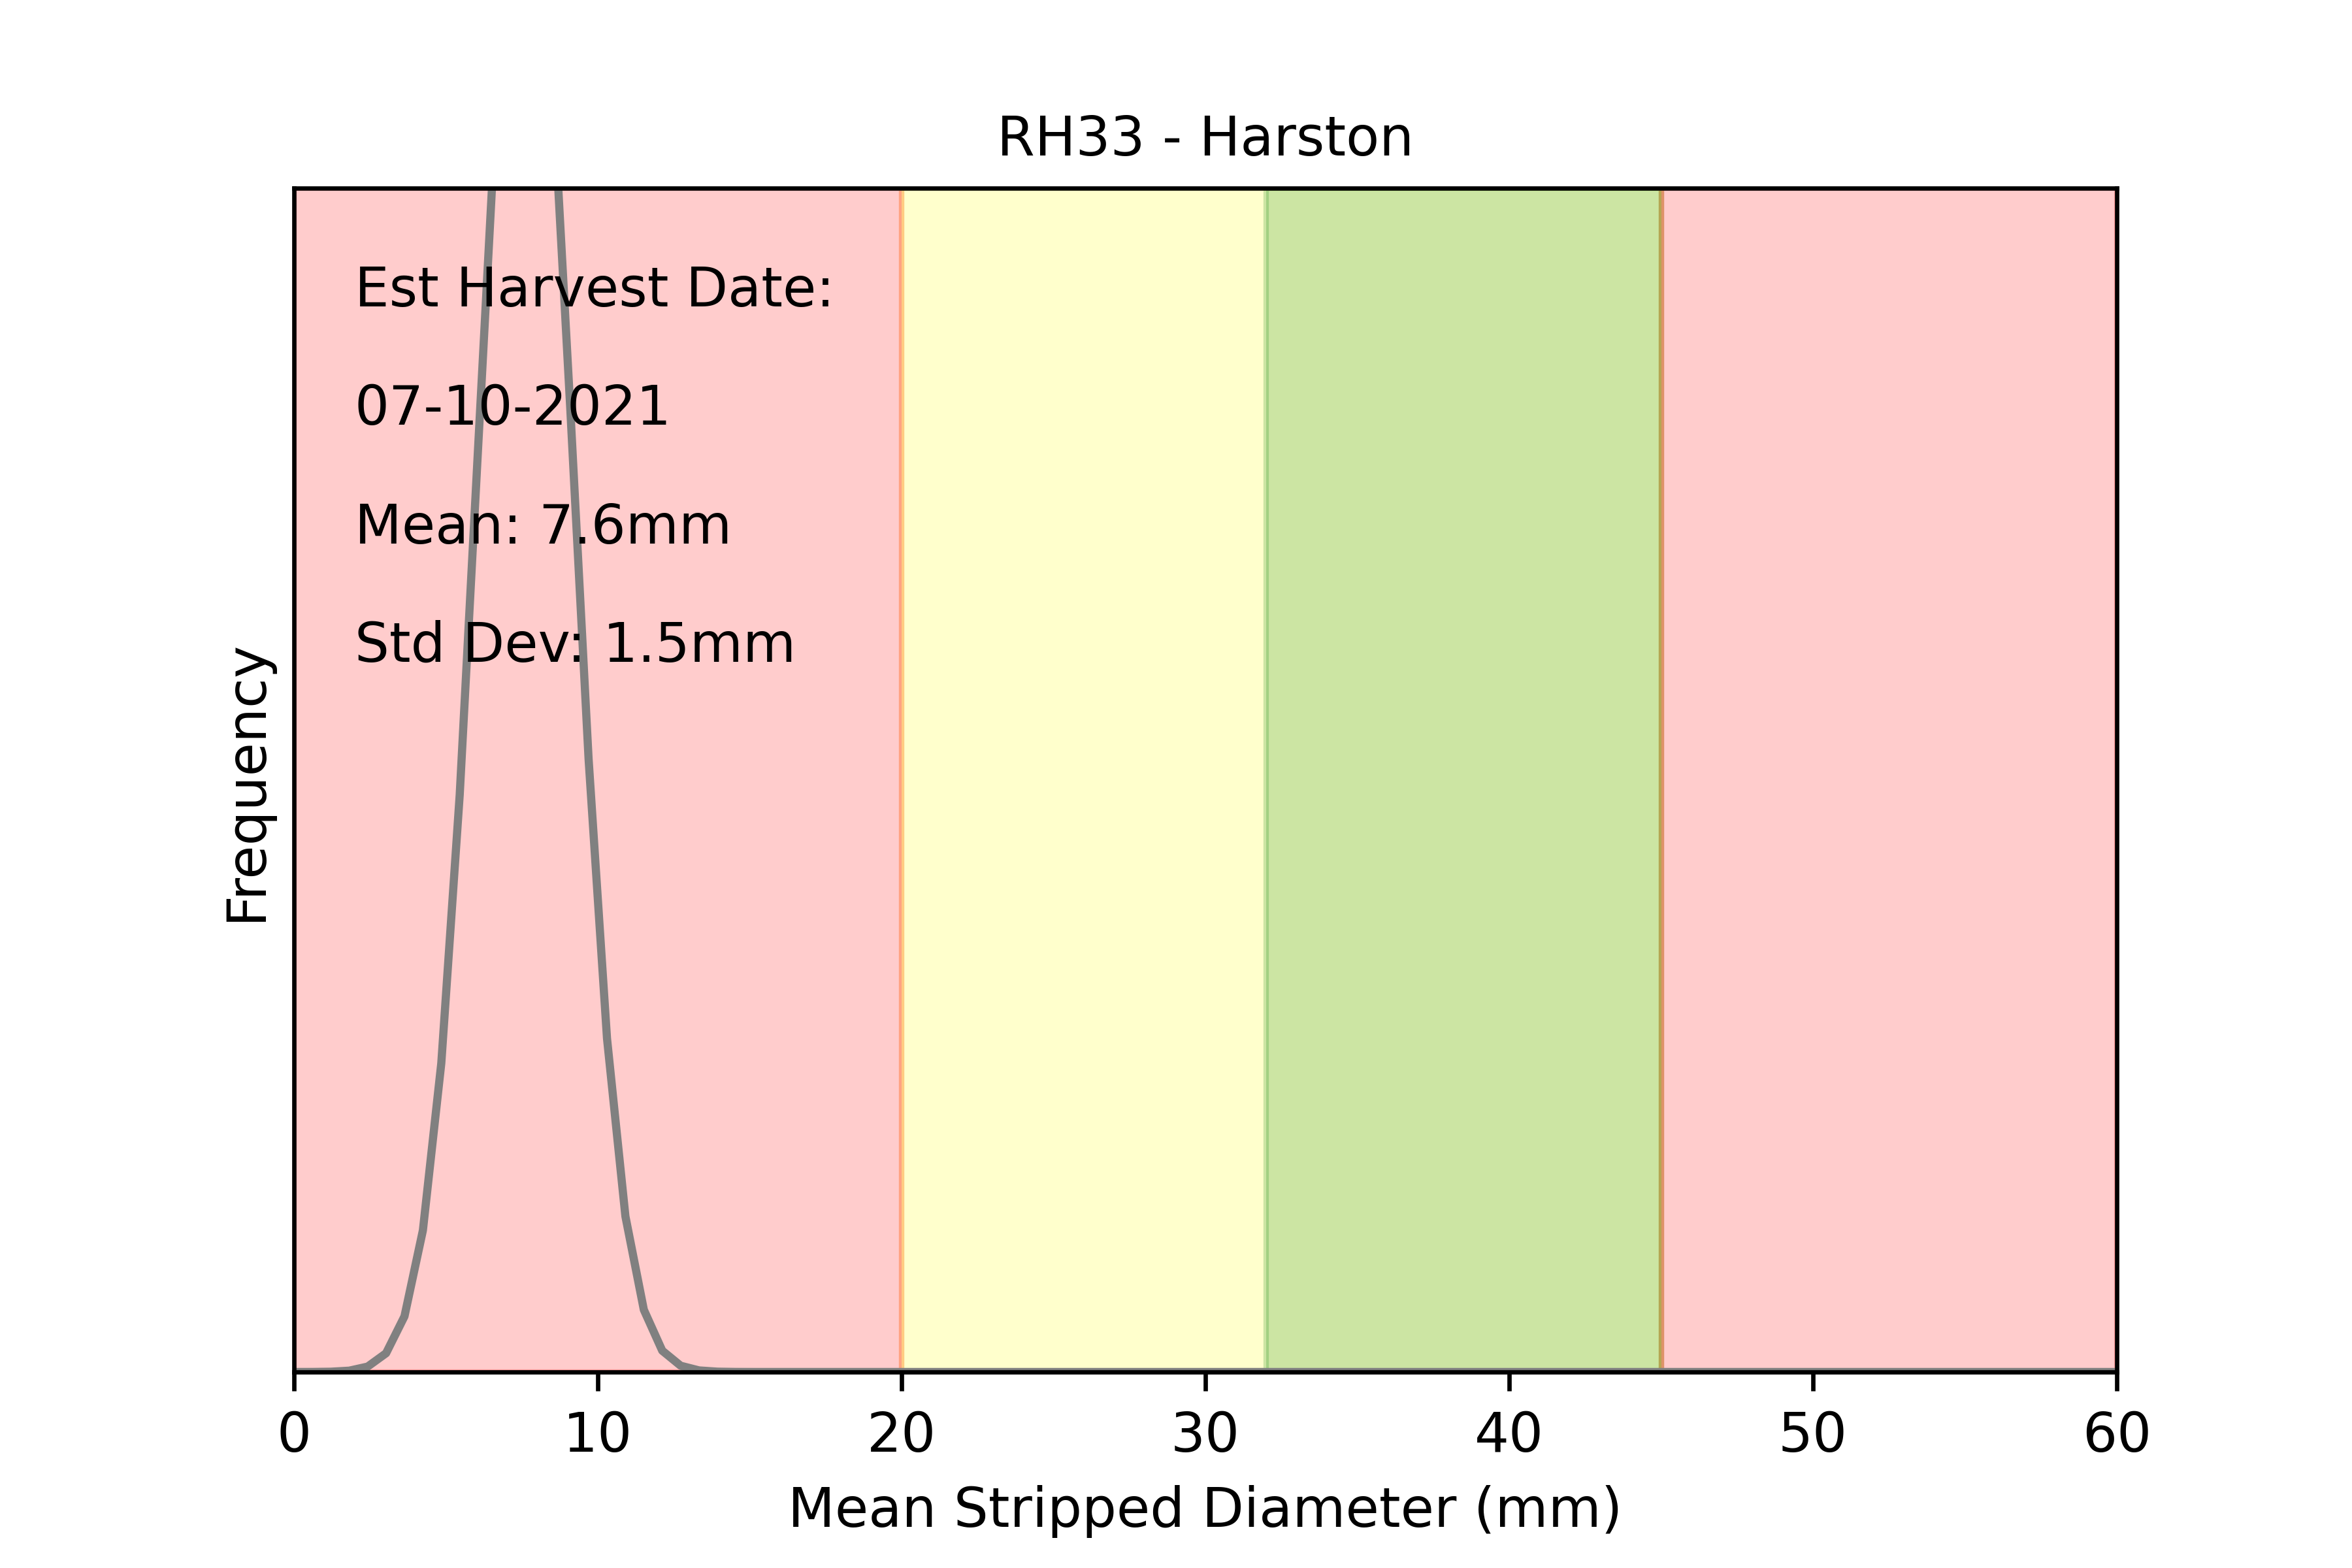 RH33 - Harston
Est Harvest Date:
07-10-2021
Mean: 7.6mm
Std Dev: 1.5mm
Frequency
0 10 20 30 40 50 60
Mean Stripped Diameter (mm)